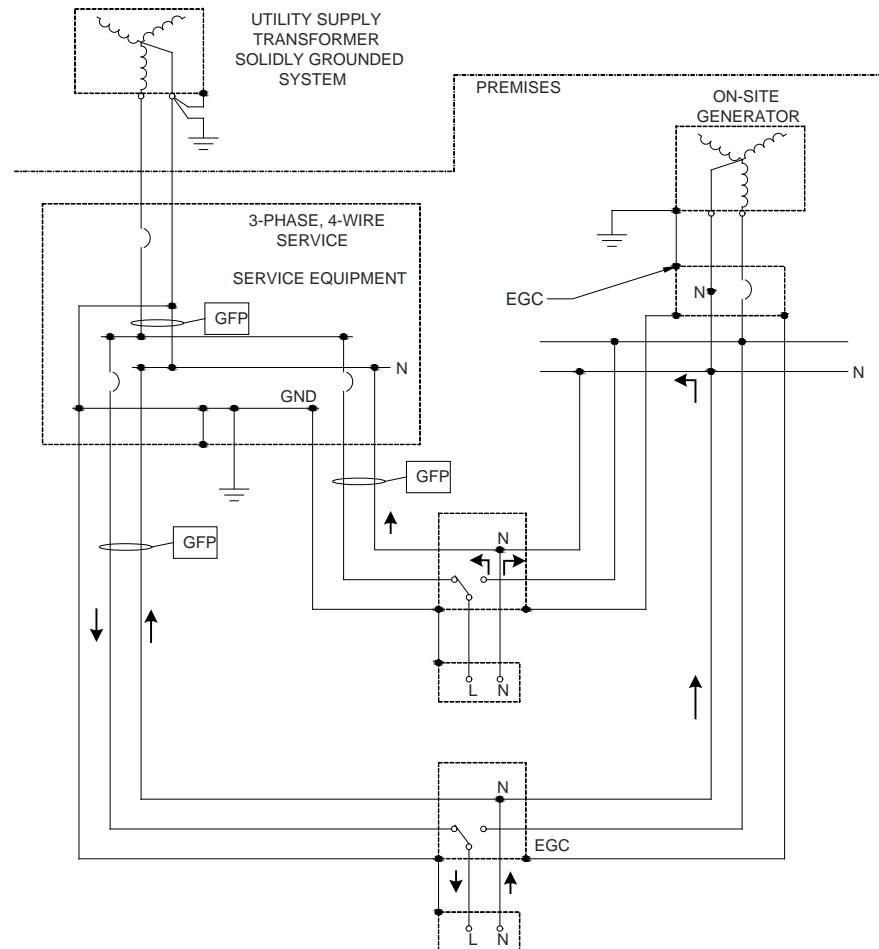 UTILITY SUPPLY
TRANSFORMER
SOLIDLY GROUNDED
SYSTEM
PREMISES
ON-SITE
GENERATOR
3-PHASE, 4-WIRE
SERVICE
SERVICE EQUIPMENT
EGC
N
GFP
N
N
GND
GFP
N
GFP
L N
N
EGC
L N